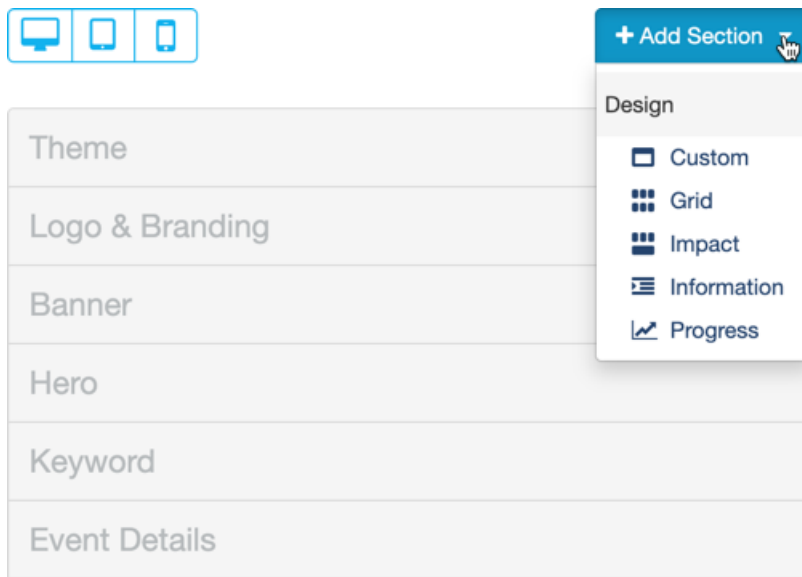 + Add Section
Design
Custom
Grid
Impact
Information
Progress
Theme
Logo & Branding
Banner
Hero
Keyword
Event Details